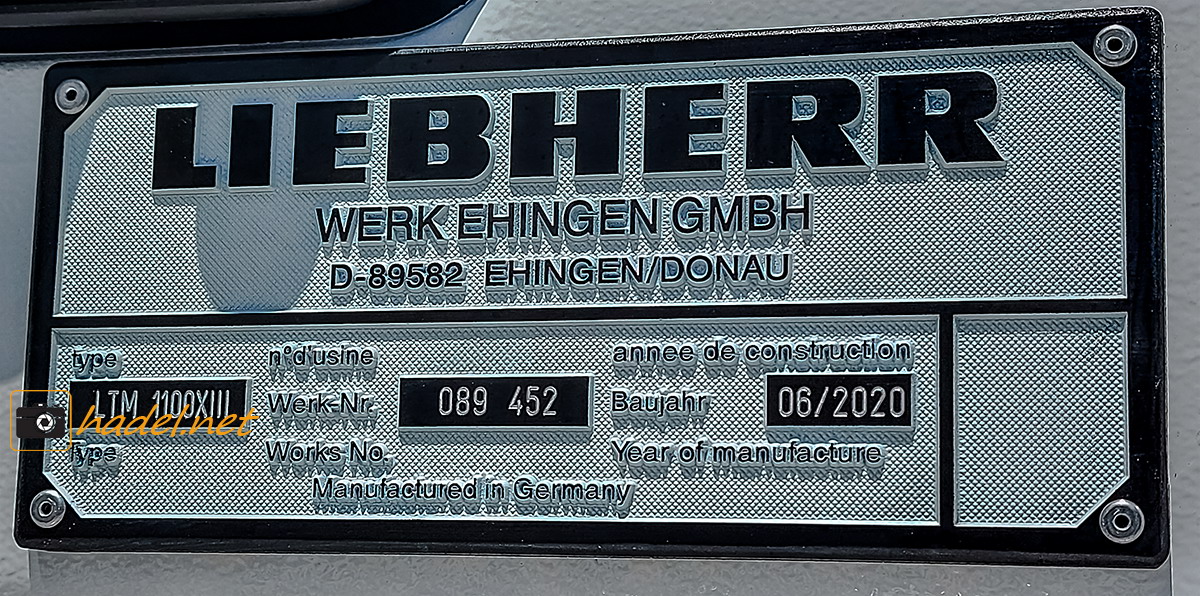 LIEBHERR
WERK EHINGEN GMBH
D-89582 EHINGEN/DONAU
type n°d'usine annee de construction
LTM 1100XIII Werk-Nr. 089 452 Baujahr 06/2020
hadel.net
Type Works No. Year of manufacture
Manufactured in Germany